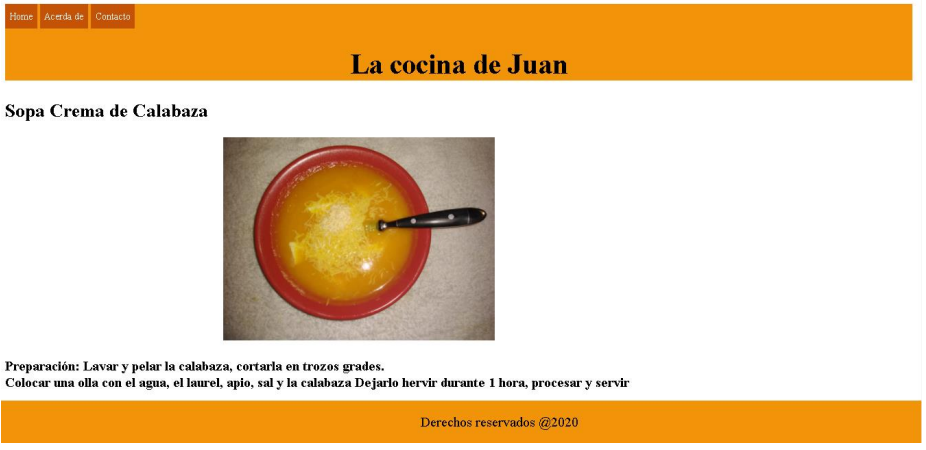 Home Acerda de Contacto
La cocina de Juan
Sopa Crema de Calabaza
Preparación: Lavar y pelar la calabaza, cortarla en trozos grades.
Colocar una olla con el agua, el laurel, apio, sal y la calabaza Dejarlo hervir durante 1 hora, procesar y servir
Derechos reservados @2020